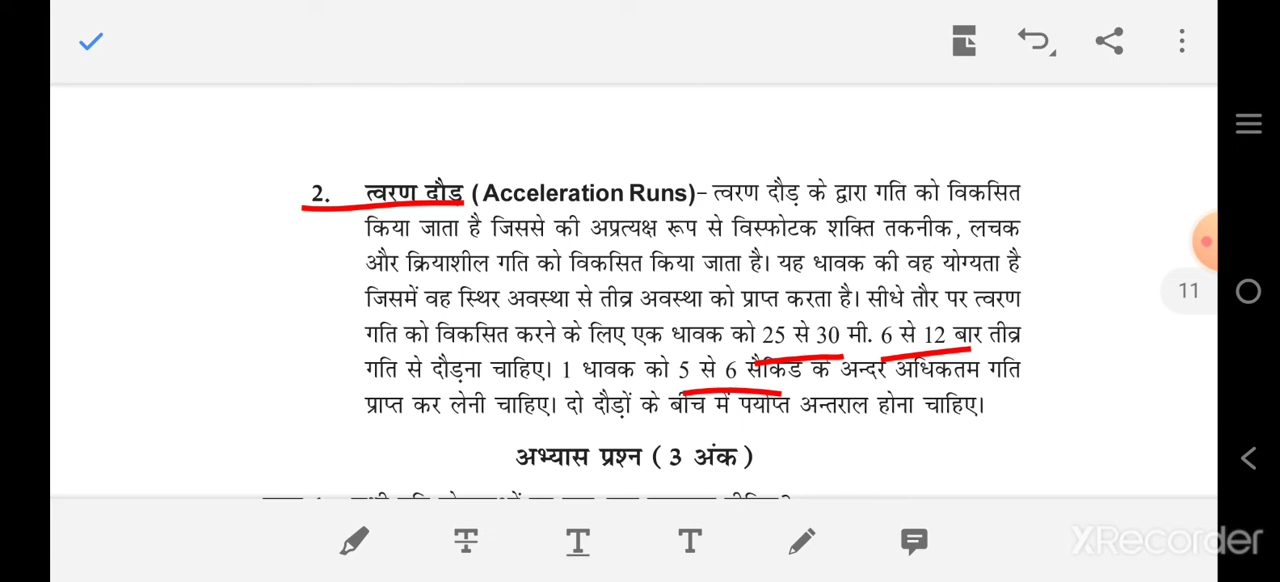 2. त्वरण दौड़ (Acceleration Runs)– त्वरण दौड़ के द्वारा गति को विकसित
किया जाता है जिससे की अप्रत्यक्ष रूप से विस्फोटक शक्ति तकनीक, लचक
और क्रियाशील गति को विकसित किया जाता है। यह धावक की वह योग्यता है
जिसमें वह स्थिर अवस्था से तीव्र अवस्था को प्राप्त करता है। सीधे तौर पर त्वरण
गति को विकसित करने के लिए एक धावक को 25 से 30 मी. 6 से 12 बार तीव्र
गति से दौड़ना चाहिए। 1 धावक को 5 से 6 सैकिंड के अन्दर अधिकतम गति
प्राप्त कर लेनी चाहिए। दो दौड़ों के बीच में पर्याप्त अन्तराल होना चाहिए।
11
अभ्यास प्रश्न (3 अंक)
T
T
T
XRecorder